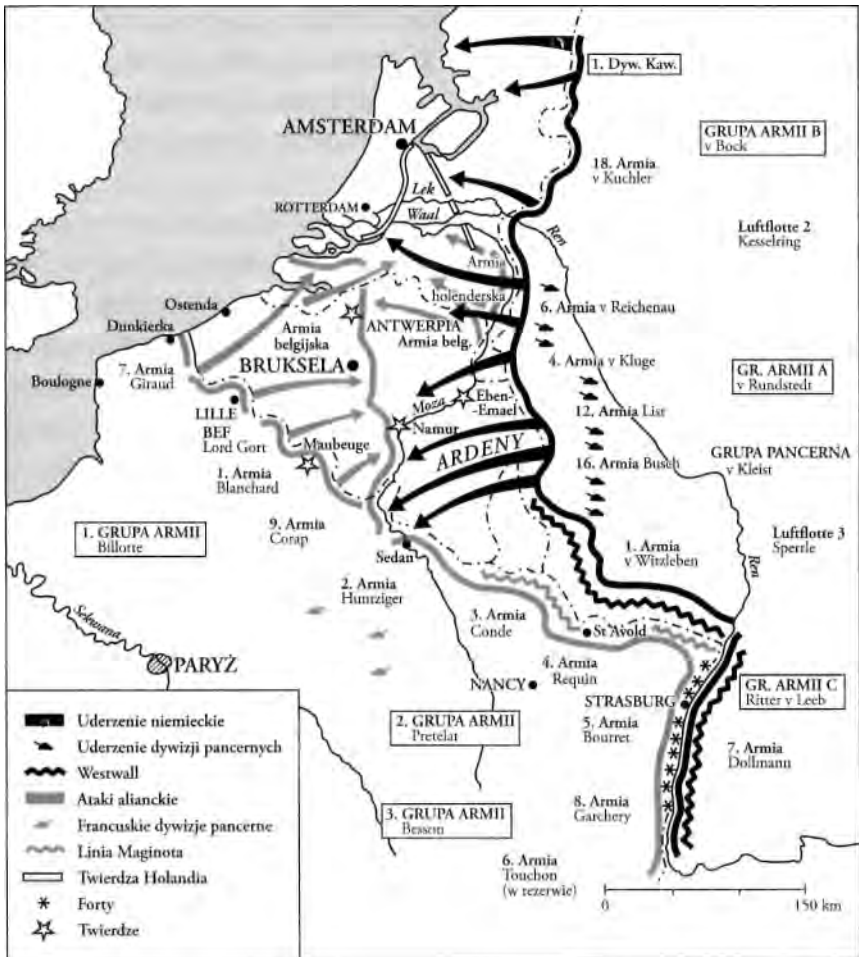 1. Dyw. Kaw.
AMSTERDAM
GRUPA ARMII B
v Bock
18. Armia
v Kuchler
ROTTERDAM
Lek
Waal
Ren
Luftflotte 2
Kesselring
Armia
holenderska
6. Armia v Reichenau
Ostenda
Dunkierka
Armia
belgijska
ANTWERPIA
Armia belg.
4. Armia v Kluge
BRUKSELA
GR. ARMII A
v Rundstedt
Boulogne
7. Armia
Giraud
Moza
Eben-
-Emael
12. Armia List
LILLE
BEF
Lord Gort
Namur
Maubeuge
ARDENY
16. Armia Busch
GRUPA PANCERNA
v Kleist
1. Armia
Blanchard
1. GRUPA ARMII
Billotte
9. Armia
Corap
Sedan
1. Armia
v Witzleben
Luftflotte 3
Sperrle
Ren
2. Armia
Huntziger
Sekwana
3. Armia
Conde
St Avold
PARYŻ
4. Armia
Requin
NANCY
STRASBURG
GR. ARMII C
Ritter v Leeb
2. GRUPA ARMII
Pretelat
5. Armia
Bourret
7. Armia
Dollmann
3. GRUPA ARMII
Besson
8. Armia
Garchery
6. Armia
Touchon
(w rezerwie)
0 150 km
Uderzenie niemieckie
Uderzenie dywizji pancernych
Westwall
Ataki alianckie
Francuskie dywizje pancerne
Linia Maginota
Twierdza Holandia
Forty
Twierdze